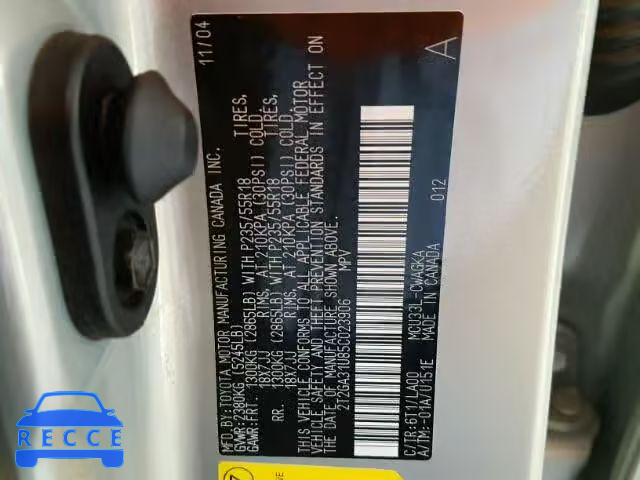 MFD.BY:TOYOTA MOTOR MANUFACTURING CANADA INC. 11/04
GVWR:2380KG (5245LB)
GAWR:FRT. 1300KG (2865LB) WITH P235/55R18 TIRES,
18X7JJ RIMS, AT 210KPA (30PSI) COLD
RR. 1300KG (2865LB) WITH P235/55R18 TIRES,
18X7JJ RIMS, AT 210KPA (30PSI) COLD.
THIS VEHICLE CONFORMS TO ALL APPLICABLE FEDERAL MOTOR
VEHICLE SAFETY, BUMPER, AND THEFT PREVENTION STANDARDS IN EFFECT ON
THE DATE OF MANUFACTURE SHOWN ABOVE.
2T2GA31U85C023906 MPV
A
012
C/TR:6T1/LA00 MCU33L-CWAGKA
A/TM:-01A/U151E MADE IN CANADA